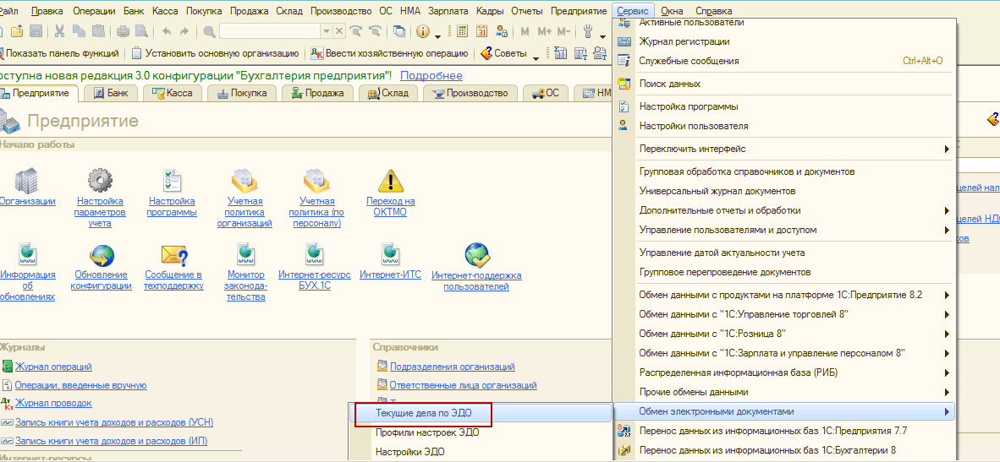 Файл Правка Операции Банк Касса Покупка Продажа Склад Производство ОС НМА Зарплата Кадры Отчеты Предприятие Сервис Окна Справка
M M+ M-
Показать панель функций Установить основную организацию Ввести хозяйственную операцию Советы
оступна новая редакция 3.0 конфигурации "Бухгалтерия предприятия"! Подробнее
Предприятие Банк Касса Покупка Продажа Склад Производство ОС НМ
Предприятие
Начало работы
Организации
Настройка параметров учета
Настройка программы
Учетная политика организаций
Учетная политика (по персоналу)
Переход на ОКТМО
Информация об обновлениях
Обновление конфигурации
Сообщение в техподдержку
Монитор законода-тельства
Интернет-ресурс БУХ.1С
Интернет-ИТС
Интернет-поддержка пользователей
Журналы
Журнал операций
Операции, введенные вручную
Журнал проводок
Запись книги учета доходов и расходов (УСН)
Запись книги учета доходов и расходов (ИП)
Интернет-ресурсы
Справочники
Подразделения организаций
Ответственные лица организаций
Активные пользователи
Журнал регистрации
Служебные сообщения Ctrl+Alt+O
Поиск данных
Настройка программы
Настройки пользователя
Переключить интерфейс
Групповая обработка справочников и документов
Универсальный журнал документов
Дополнительные отчеты и обработки
Управление пользователями и доступом
Управление датой актуальности учета
Групповое перепроведение документов
Обмен данными с продуктами на платформе 1С:Предприятие 8.2
Обмен данными с "1С:Управление торговлей 8"
Обмен данными с "1С:Розница 8"
Обмен данными с "1С:Зарплата и управление персоналом 8"
Распределенная информационная база (РИБ)
Прочие обмены данными
Обмен электронными документами
Перенос данных из информационных баз 1С:Предприятия 7.7
Перенос данных из информационных баз 1С:Бухгалтерии 8
Текущие дела по ЭДО
Профили настроек ЭДО
Настройки ЭДО
целей нал
целей НДС
ков